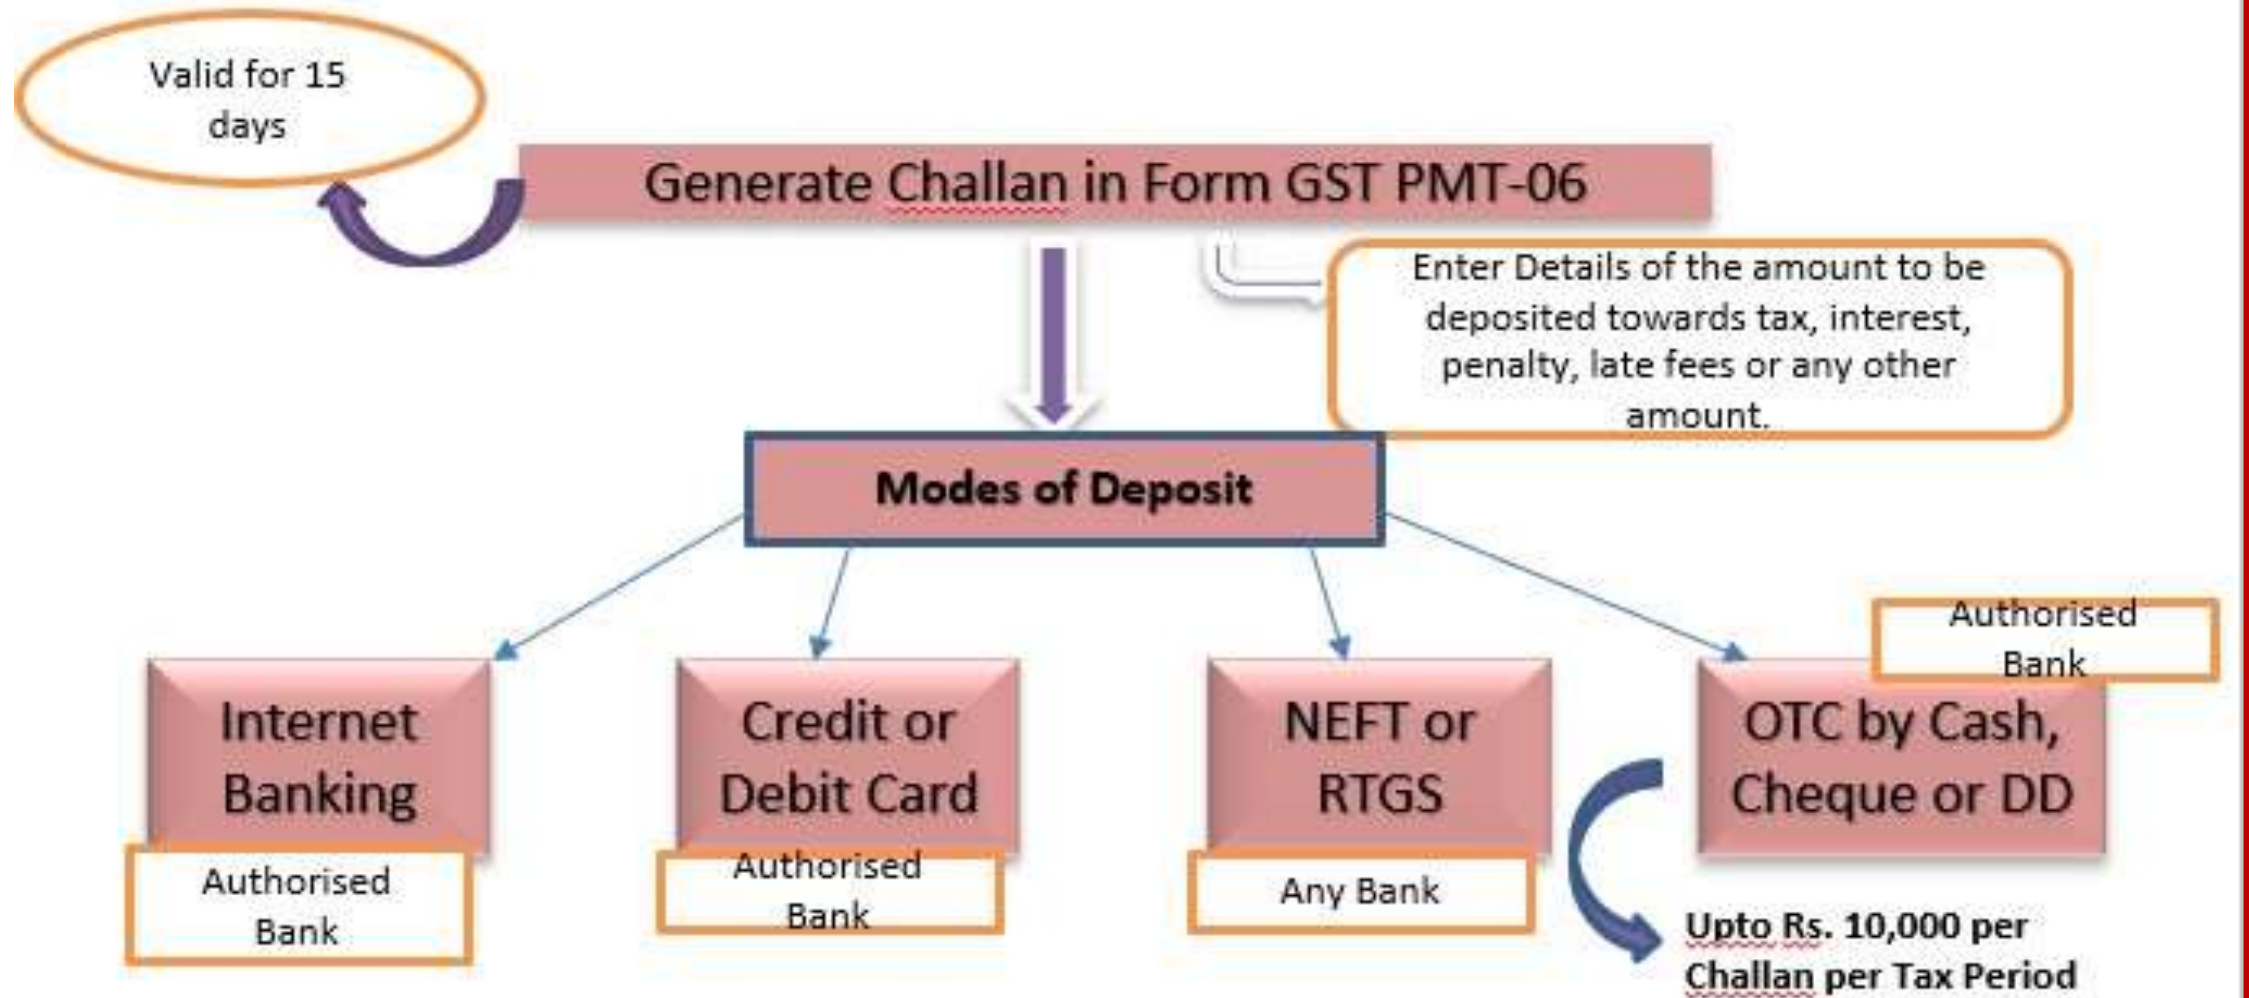 Valid for 15
days
Generate Challan in Form GST PMT-06
Enter Details of the amount to be
deposited towards tax, interest,
penalty, late fees or any other
amount.
Modes of Deposit
Internet
Banking
Authorised
Bank
Credit or
Debit Card
Authorised
Bank
NEFT or
RTGS
Any Bank
Authorised
Bank
OTC by Cash,
Cheque or DD
Upto Rs. 10,000 per
Challan per Tax Period